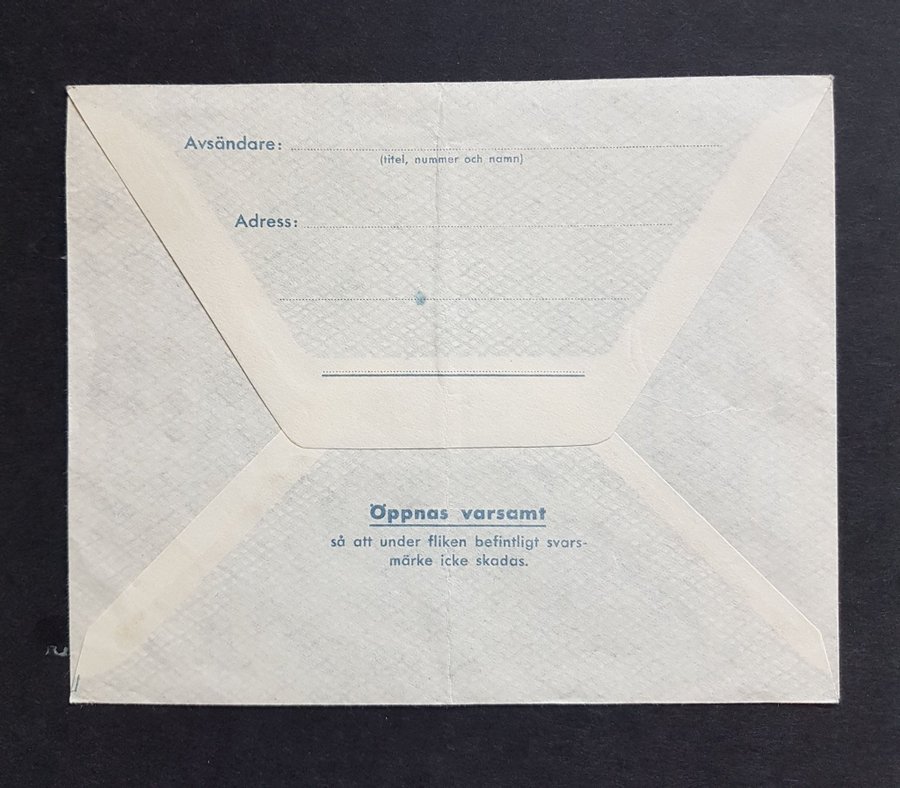 Avsändare:
(titel, nummer och namn)
Adress:
Öppnas varsamt
så att under fliken befintligt svars-
märke icke skadas.